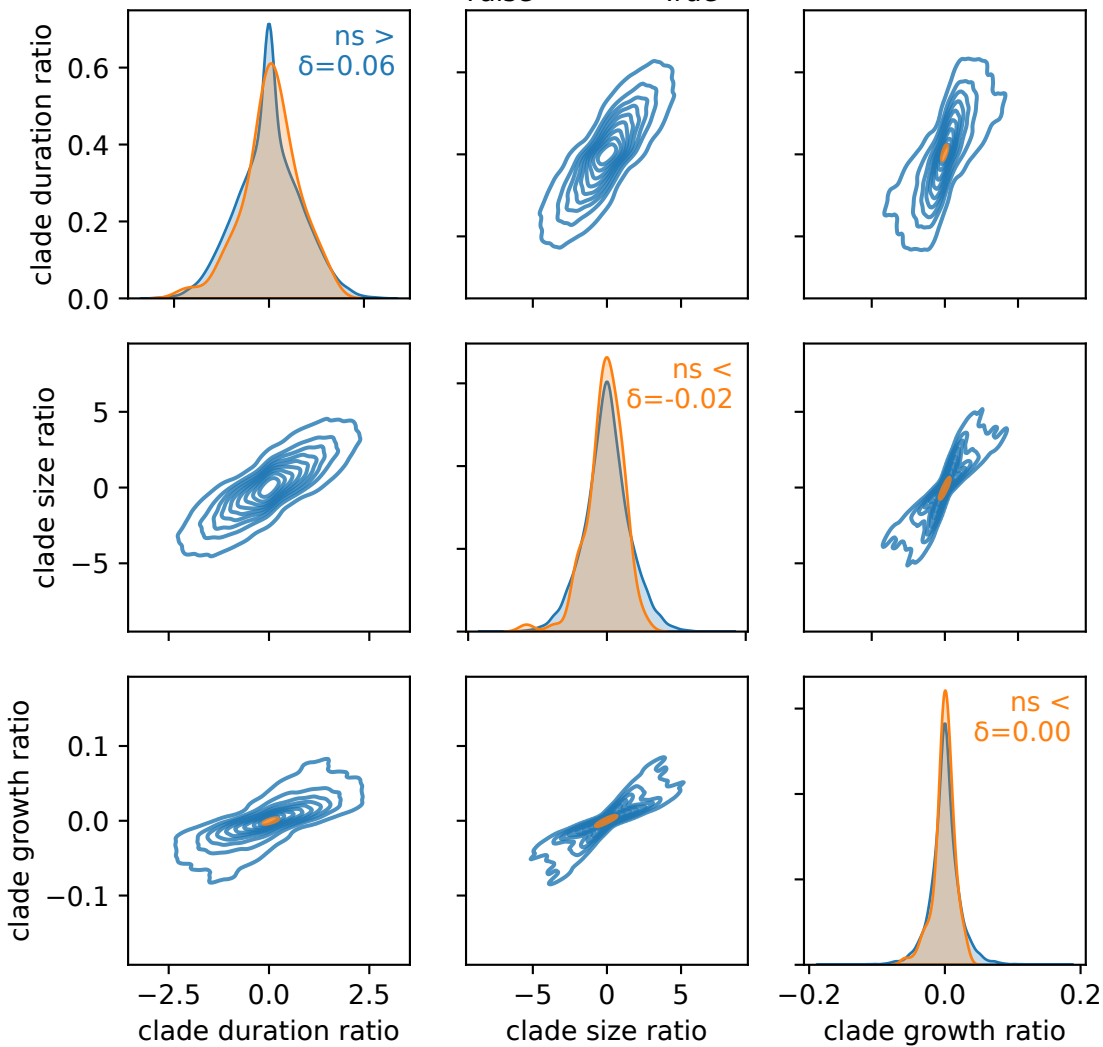 clade duration ratio
0.6
0.4
0.2
0.0
ns >
δ=0.06
clade size ratio
5
0
−5
ns <
δ=-0.02
clade growth ratio
0.1
0.0
−0.1
ns <
δ=0.00
−2.5 0.0 2.5
−5 0 5
−0.2 0.0 0.2
clade duration ratio
clade size ratio
clade growth ratio